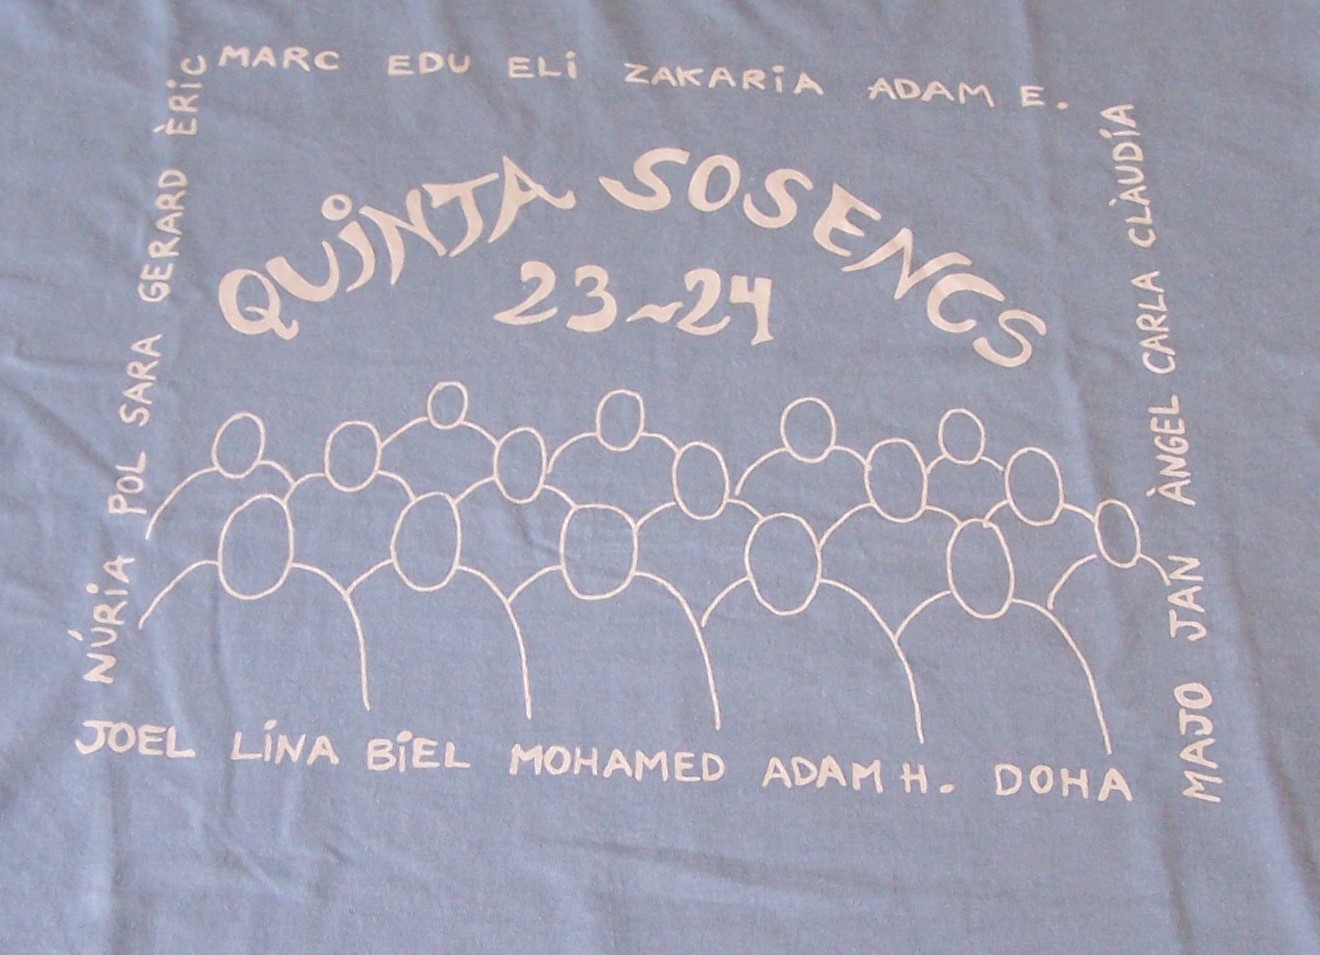 MARC EDU ELi ZAKARiA ADAM E.
QUiNTA SOSENCS
23~24
NÚRiA POL SARA GERARD ÈRiC
MAJO JAN ÀNGEL CARLA CLÀUDiA
JOEL LiNA BiEL MOHAMED ADAM H. DOHA